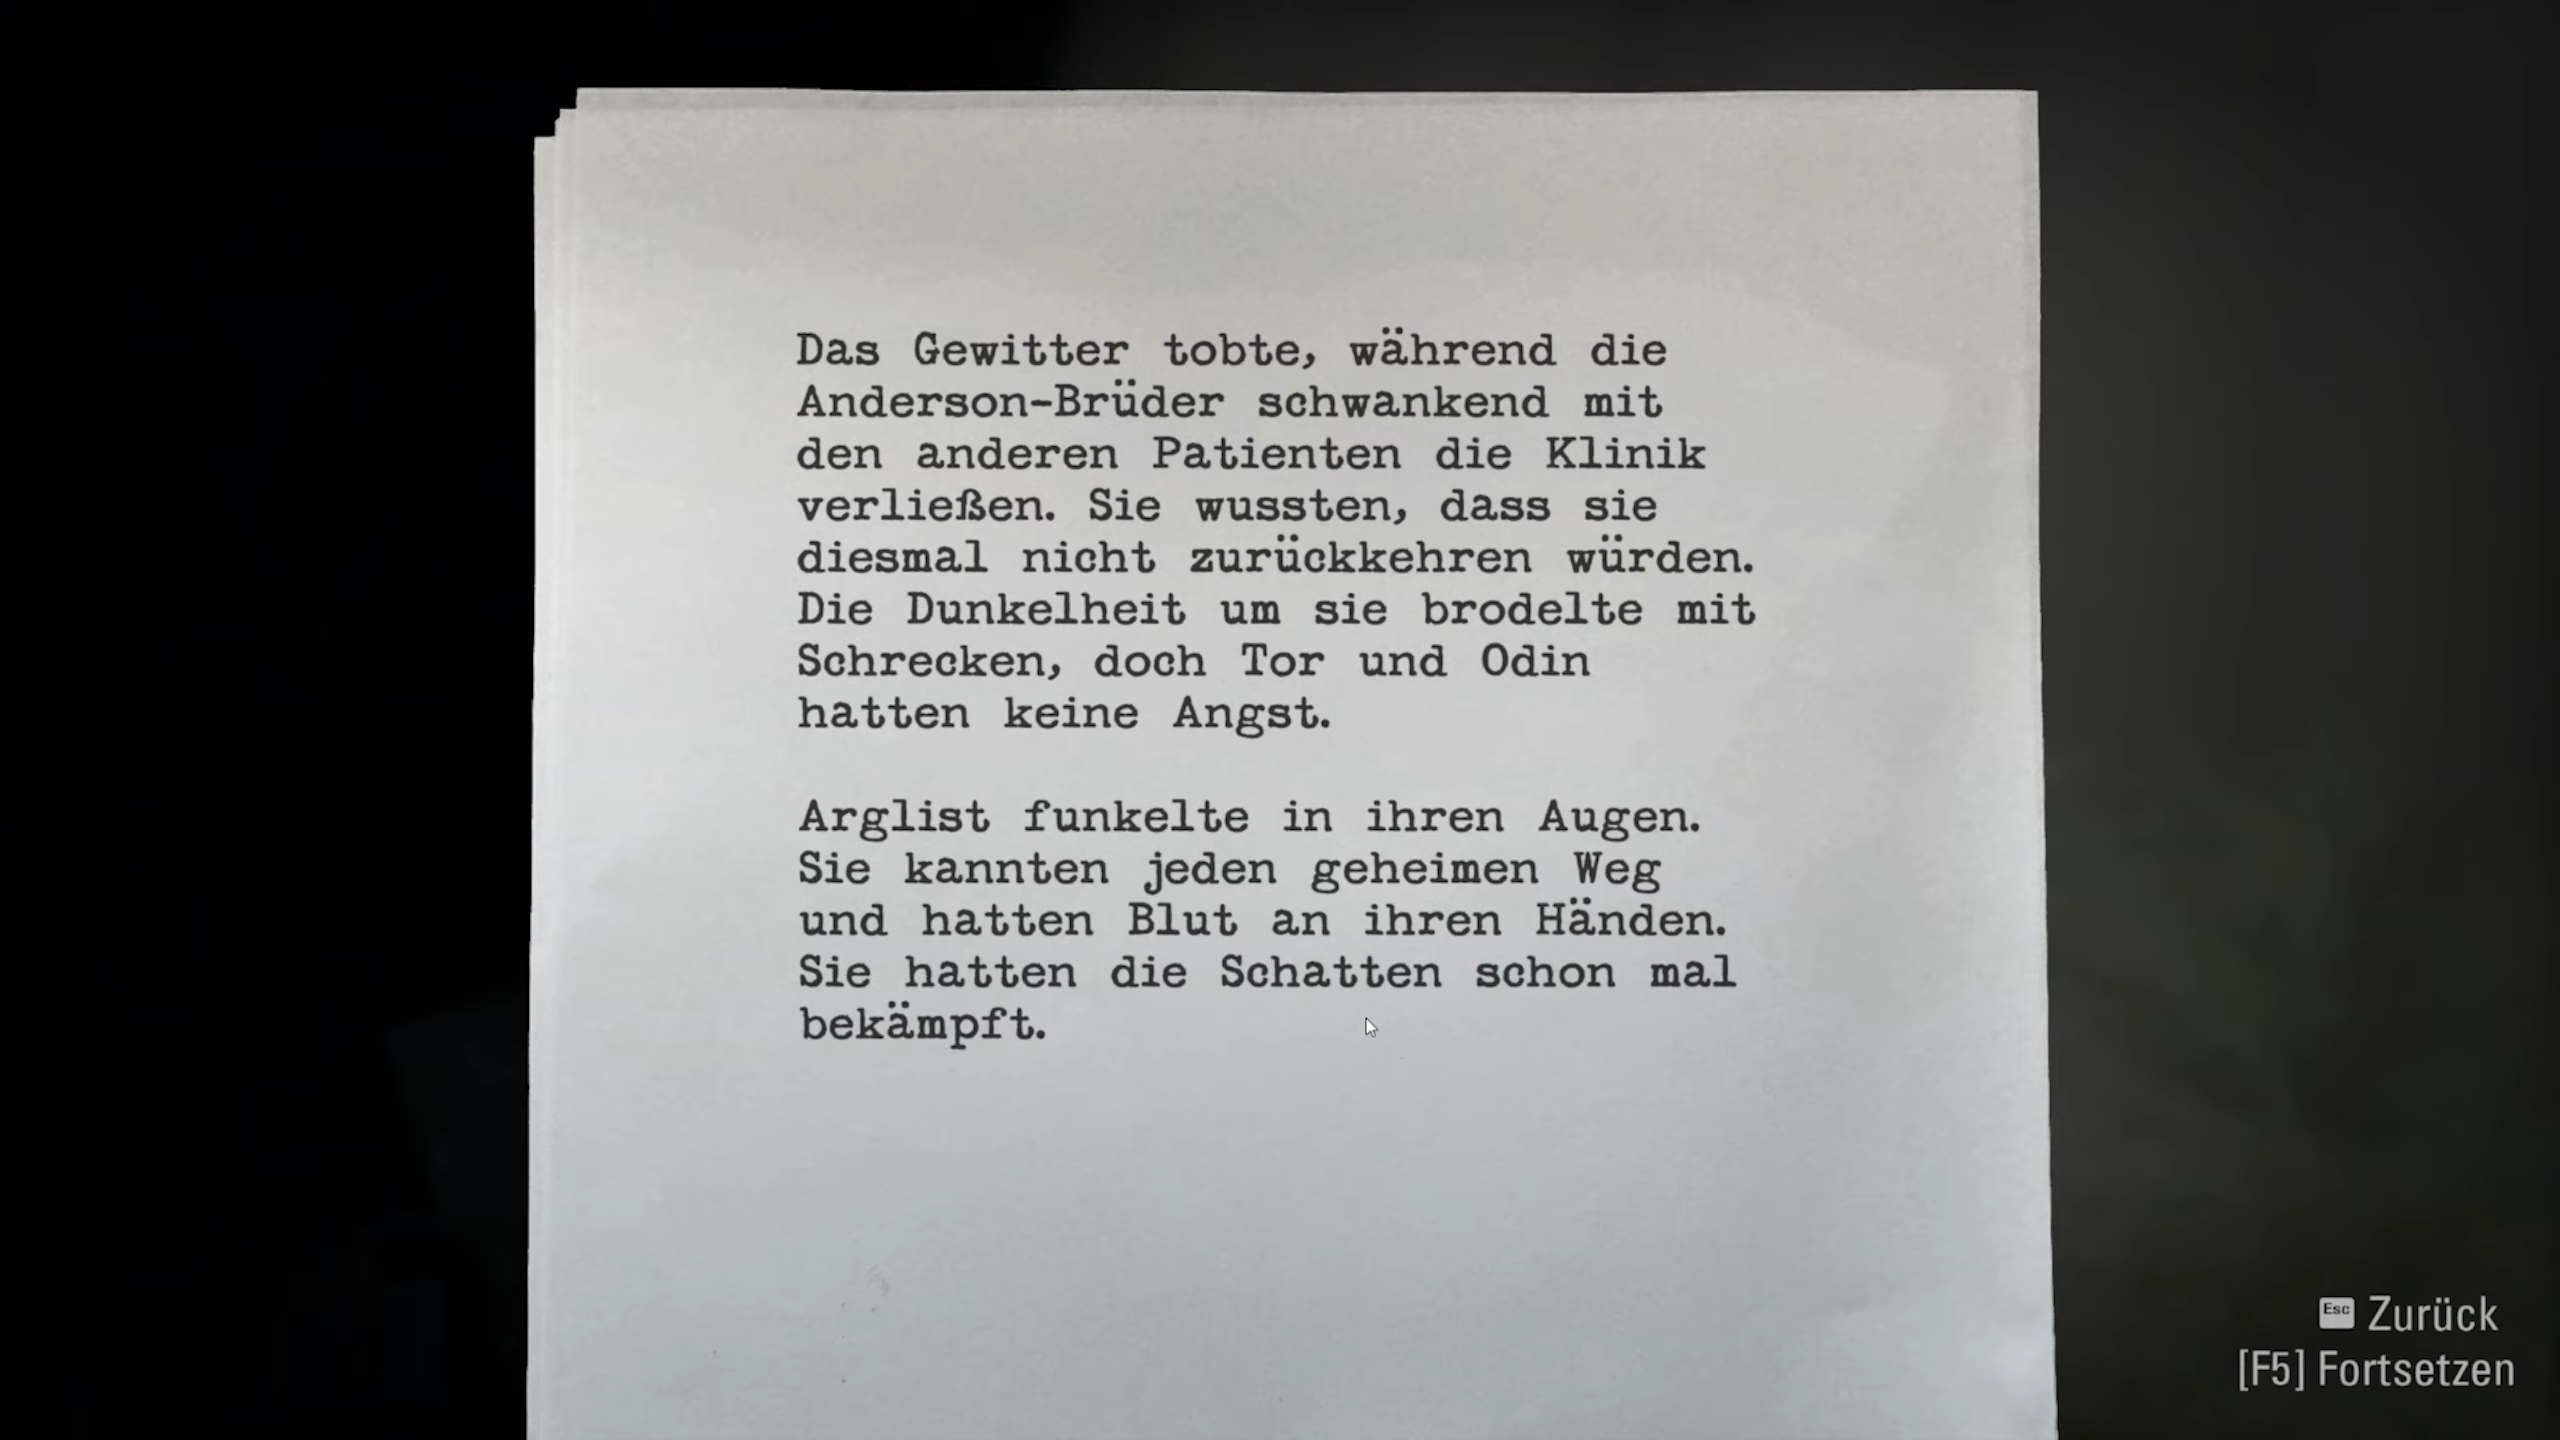 Das Gewitter tobte, während die
Anderson-Brüder schwankend mit
den anderen Patienten die Klinik
verließen. Sie wussten, dass sie
diesmal nicht zurückkehren würden.
Die Dunkelheit um sie brodelte mit
Schrecken, doch Tor und Odin
hatten keine Angst.
Arglist funkelte in ihren Augen.
Sie kannten jeden geheimen Weg
und hatten Blut an ihren Händen.
Sie hatten die Schatten schon mal
bekämpft.
Esc Zurück
[F5] Fortsetzen